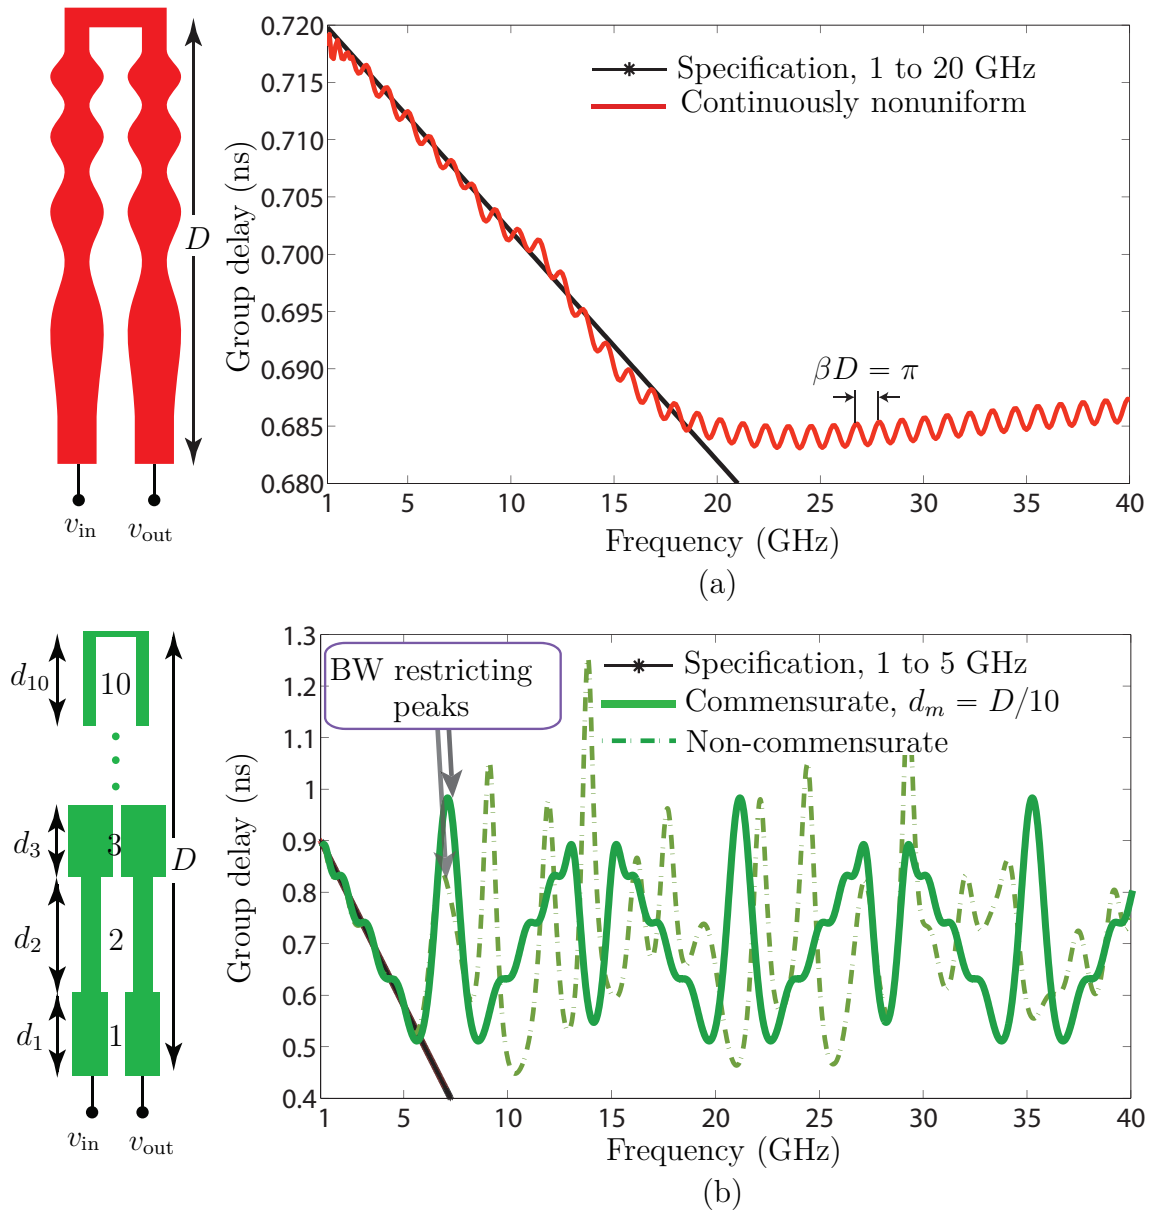 D
v_in
v_out
Group delay (ns)
0.720
0.715
0.710
0.705
0.700
0.695
0.690
0.685
0.680
Specification, 1 to 20 GHz
Continuously nonuniform
βD = π
1 5 10 15 20 25 30 35 40
Frequency (GHz)
(a)
d_10
10
d_3
3
D
d_2
2
d_1
1
v_in
v_out
Group delay (ns)
1.3
1.2
1.1
1
0.9
0.8
0.7
0.6
0.5
0.4
BW restricting
peaks
Specification, 1 to 5 GHz
Commensurate, d_m = D/10
Non-commensurate
1 5 10 15 20 25 30 35 40
Frequency (GHz)
(b)